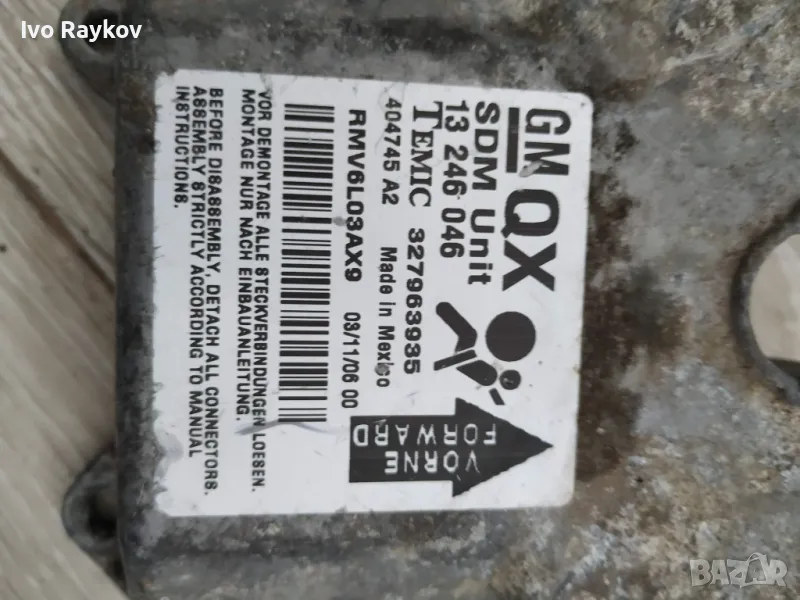 Ivo Raykov
GM QX
SDM Unit
13 246 046
TEMIC 327963935
404745 A2 Made in Mexico
RMV6L03AX9 03/11/06 00
VORNE
FORWARD
VOR DEMONTAGE ALLE STECKVERBINDUNGEN LOESEN.
MONTAGE NUR NACH EINBAUANLEITUNG.
BEFORE DISASSEMBLY, DETACH ALL CONNECTORS.
ASSEMBLY STRICTLY ACCORDING TO MANUAL
INSTRUCTIONS.
BAZAR